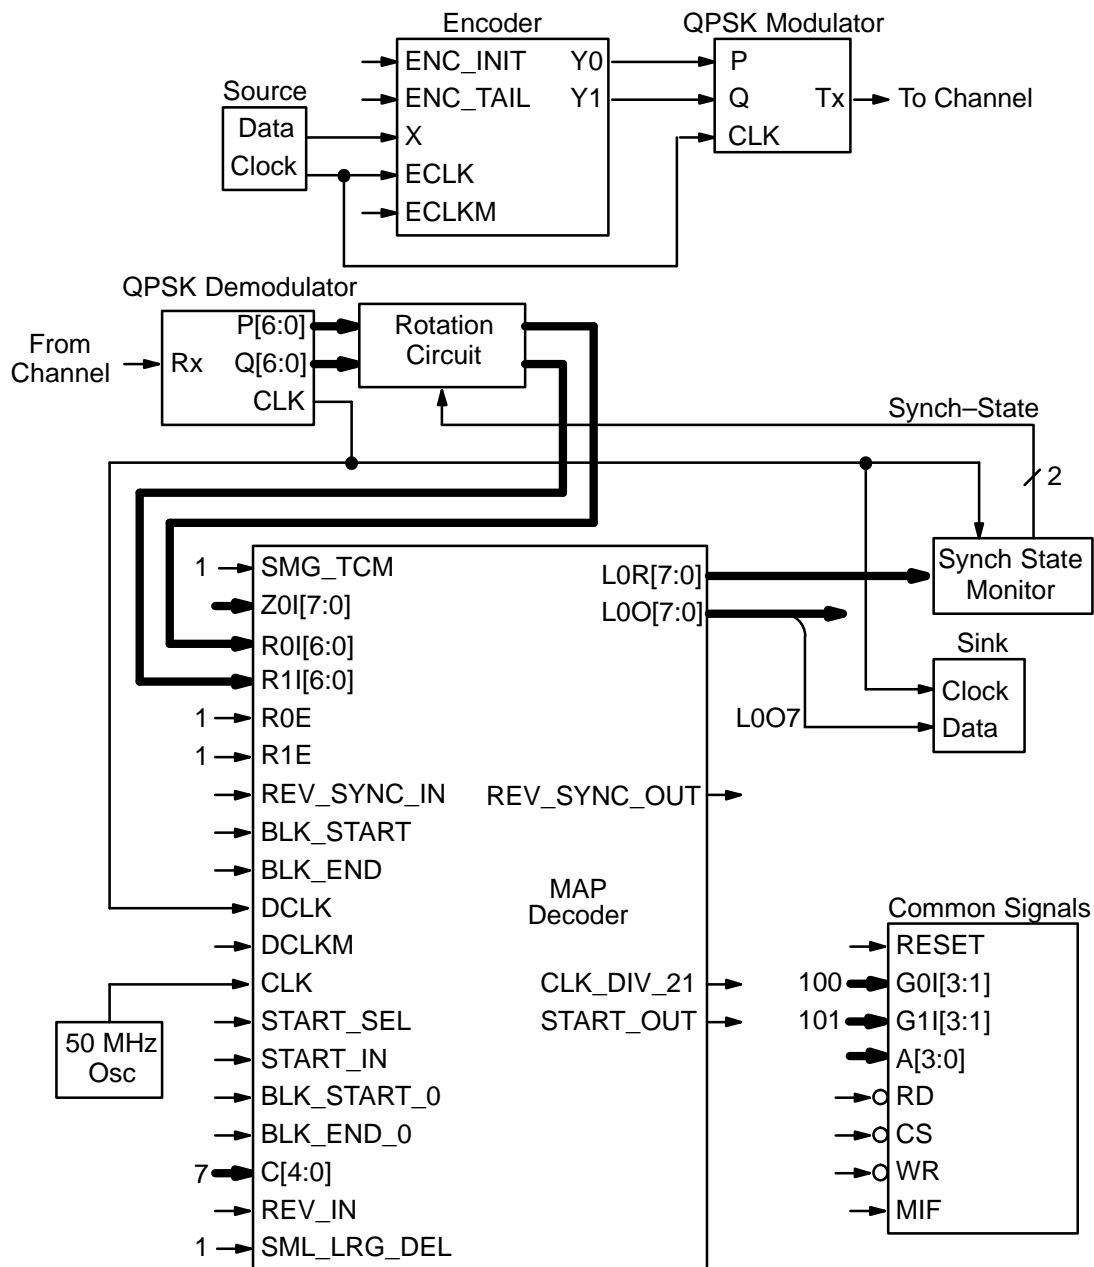 Encoder
QPSK Modulator
ENC_INIT Y0
P
Source
ENC_TAIL Y1
Q Tx
To Channel
Data
X
CLK
Clock
ECLK
ECLKM
QPSK Demodulator
P[6:0]
Rotation
Circuit
From
Channel
Rx
Q[6:0]
CLK
Synch–State
2
1
SMG_TCM
L0R[7:0]
Synch State
Monitor
Z0I[7:0]
L0O[7:0]
R0I[6:0]
Sink
R1I[6:0]
Clock
1
R0E
L0O7
Data
1
R1E
REV_SYNC_IN
REV_SYNC_OUT
BLK_START
BLK_END
MAP
Decoder
DCLK
Common Signals
DCLKM
RESET
CLK
CLK_DIV_21
100
G0I[3:1]
START_SEL
START_OUT
101
G1I[3:1]
50 MHz
Osc
START_IN
A[3:0]
BLK_START_0
RD
BLK_END_0
CS
7
C[4:0]
WR
REV_IN
MIF
1
SML_LRG_DEL